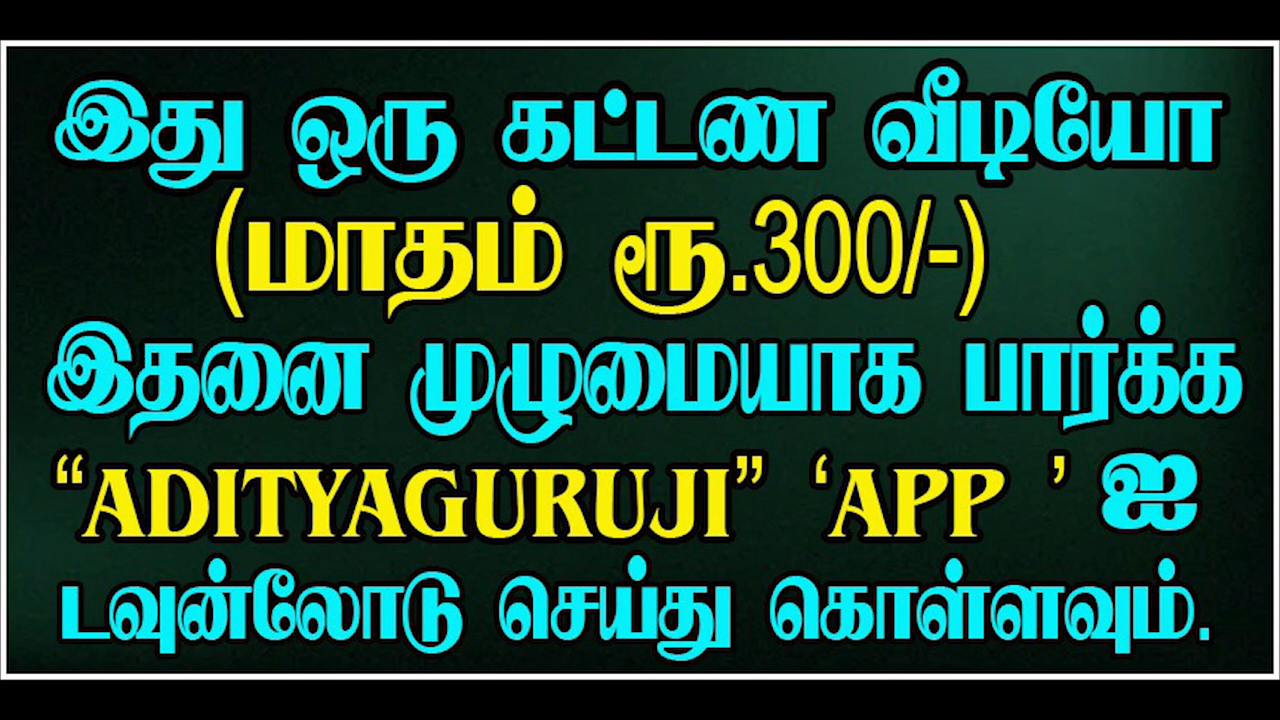 இது ஒரு கட்டண வீடியோ
(மாதம் ரூ.300/-)
இதனை முழுமையாக பார்க்க
“ADITYAGURUJI” ‘APP ’ ஐ
டவுன்லோடு செய்து கொள்ளவும்.